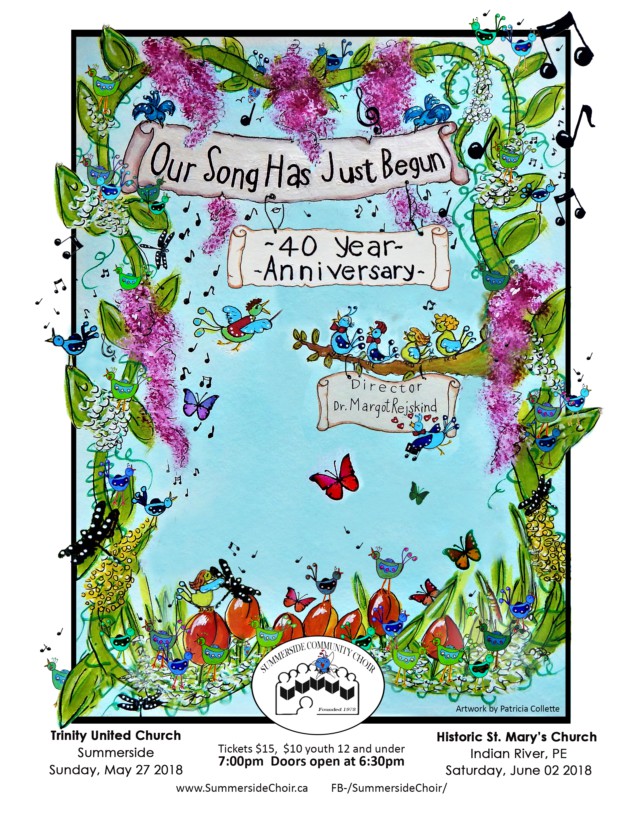 Our Song Has Just Begun
~40 Year~
~Anniversary~
Director
Dr. Margot Rejskind
SUMMERSIDE COMMUNITY CHOIR
Founded 1978
Artwork by Patricia Collette
Trinity United Church
Summerside
Sunday, May 27 2018
Tickets $15, $10 youth 12 and under
7:00pm Doors open at 6:30pm
Historic St. Mary's Church
Indian River, PE
Saturday, June 02 2018
www.SummersideChoir.ca FB-/SummersideChoir/